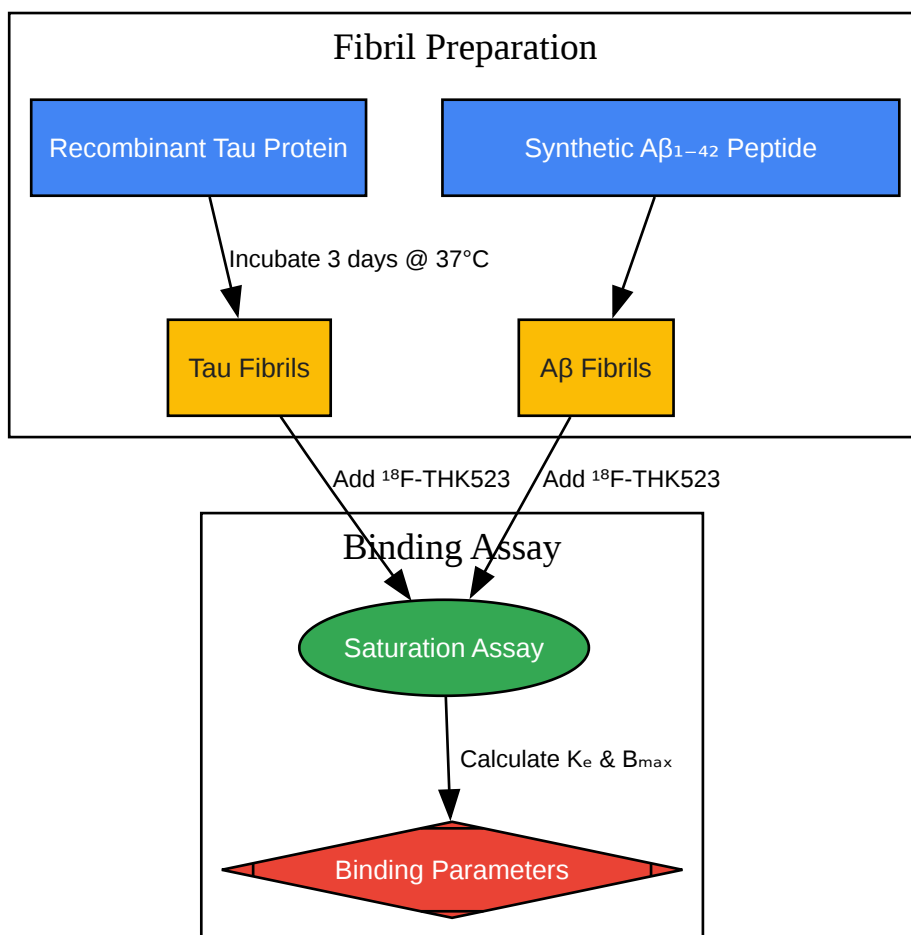 Fibril Preparation
Recombinant Tau Protein
Synthetic Aβ₁₋₄₂ Peptide
Incubate 3 days @ 37°C
Tau Fibrils
Aβ Fibrils
Add ¹⁸F-THK523
Add ¹⁸F-THK523
Binding Assay
Saturation Assay
Calculate Kₑ & Bₘₐₓ
Binding Parameters